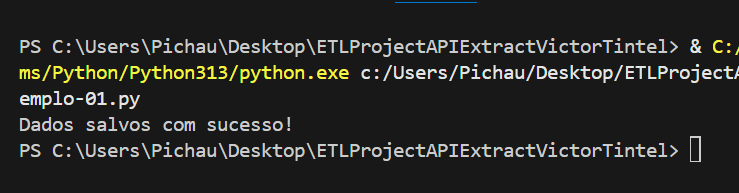 PS C:\Users\Pichau\Desktop\ETLProjectAPIExtractVictorTintel> & C:/
ms/Python/Python313/python.exe c:/Users/Pichau/Desktop/ETLProjectA
emplo-01.py
Dados salvos com sucesso!
PS C:\Users\Pichau\Desktop\ETLProjectAPIExtractVictorTintel>